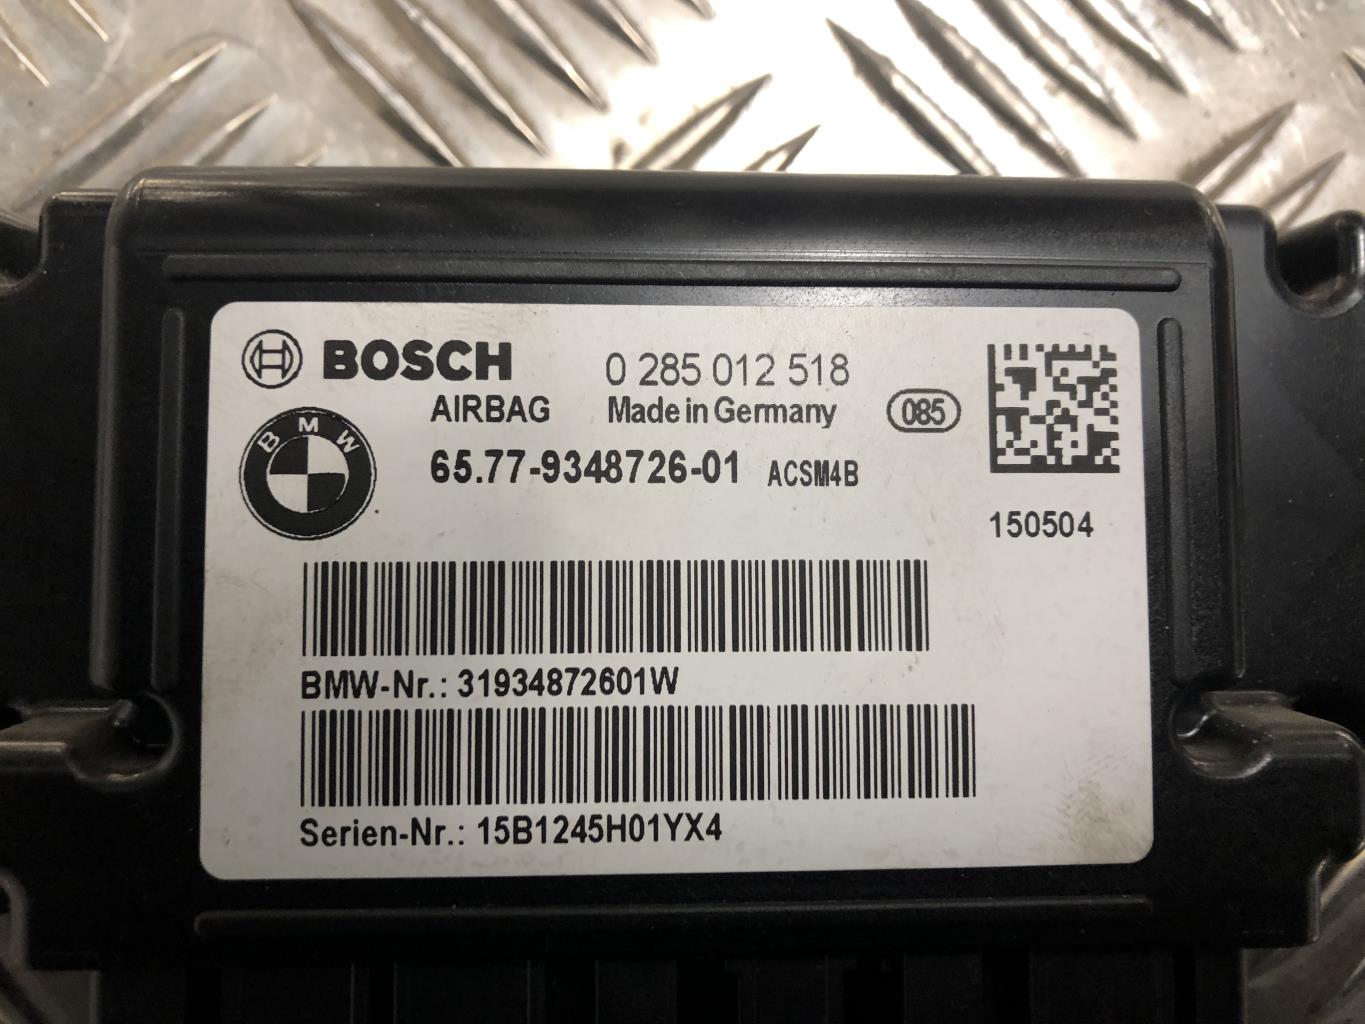 BOSCH 0 285 012 518
AIRBAG Made in Germany 085
BMW
65.77-9348726-01 ACSM4B
150504
BMW-Nr.: 31934872601W
Serien-Nr.: 15B1245H01YX4